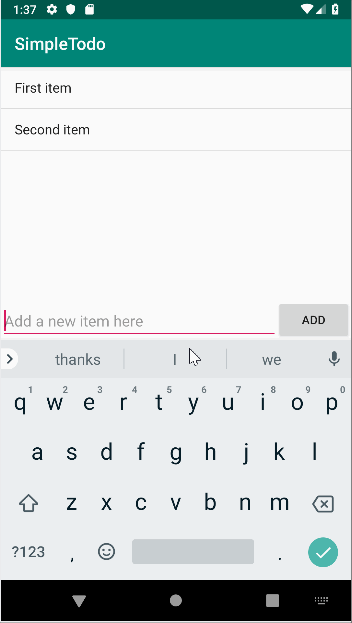 1:37
SimpleTodo
First item
Second item
Add a new item here
ADD
thanks I we
1 2 3 4 5 6 7 8 9 0
q w e r t y u i o p
a s d f g h j k l
z x c v b n m
?123 , .